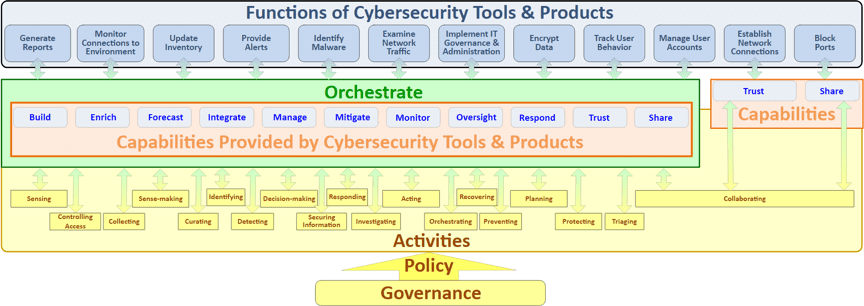 Functions of Cybersecurity Tools & Products
Generate
Reports
Monitor
Connections to
Environment
Update
Inventory
Provide
Alerts
Identify
Malware
Examine
Network
Traffic
Implement IT
Governance &
Administration
Encrypt
Data
Track User
Behavior
Manage User
Accounts
Establish
Network
Connections
Block
Ports
Orchestrate
Build
Enrich
Forecast
Integrate
Manage
Mitigate
Monitor
Oversight
Respond
Trust
Share
Capabilities Provided by Cybersecurity Tools & Products
Trust
Share
Capabilities
Sensing
Sense-making
Identifying
Decision-making
Responding
Acting
Recovering
Planning
Collaborating
Controlling
Access
Collecting
Curating
Detecting
Securing
Information
Investigating
Orchestrating
Preventing
Protecting
Triaging
Activities
Policy
Governance